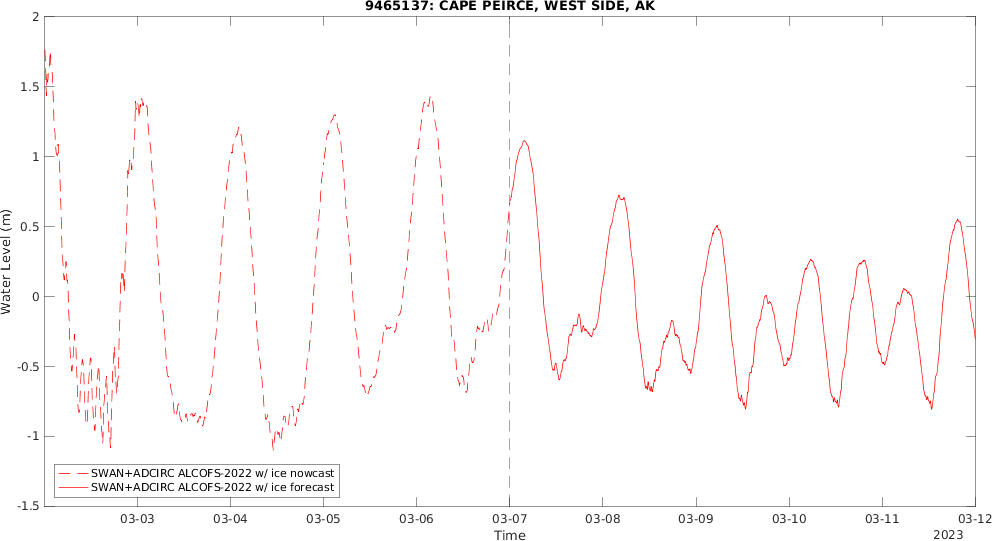 9465137: CAPE PEIRCE, WEST SIDE, AK
2
1.5
1
0.5
0
-0.5
-1
-1.5
Water Level (m)
SWAN+ADCIRC ALCOFS-2022 w/ ice nowcast
SWAN+ADCIRC ALCOFS-2022 w/ ice forecast
03-03 03-04 03-05 03-06 03-07 03-08 03-09 03-10 03-11 03-12
Time
2023